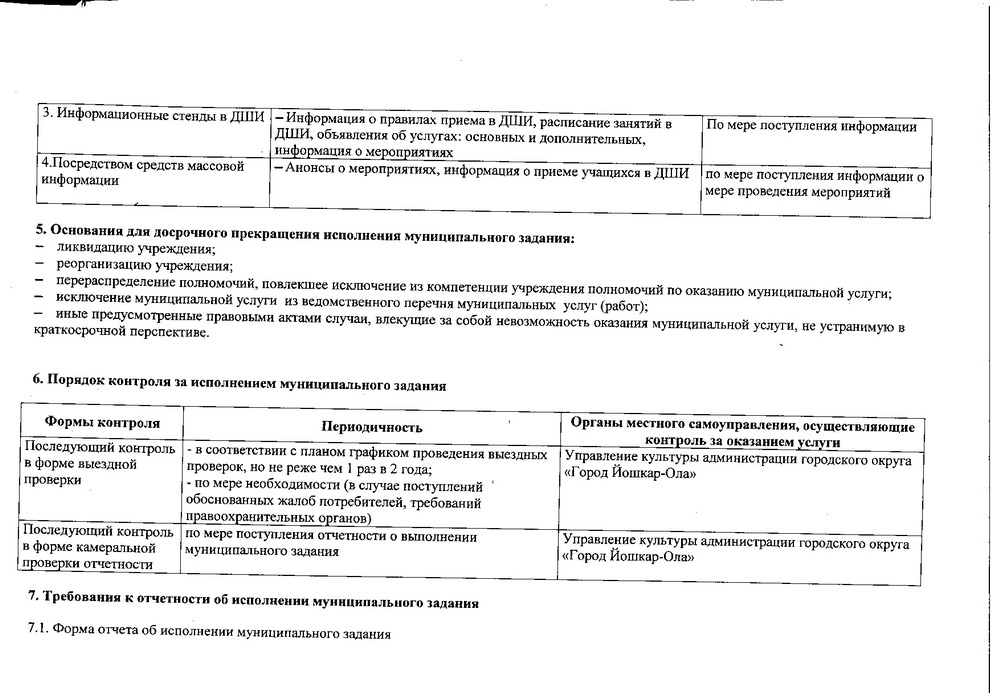 3. Информационные стенды в ДШИ
– Информация о правилах приема в ДШИ, расписание занятий в
ДШИ, объявления об услугах: основных и дополнительных,
информация о мероприятиях
По мере поступления информации
4.Посредством средств массовой
информации
– Анонсы о мероприятиях, информация о приеме учащихся в ДШИ
по мере поступления информации о
мере проведения мероприятий
5. Основания для досрочного прекращения исполнения муниципального задания:
– ликвидацию учреждения;
– реорганизацию учреждения;
– перераспределение полномочий, повлекшее исключение из компетенции учреждения полномочий по оказанию муниципальной услуги;
– исключение муниципальной услуги из ведомственного перечня муниципальных услуг (работ);
– иные предусмотренные правовыми актами случаи, влекущие за собой невозможность оказания муниципальной услуги, не устранимую в
краткосрочной перспективе.
6. Порядок контроля за исполнением муниципального задания
Формы контроля
Периодичность
Органы местного самоуправления, осуществляющие
контроль за оказанием услуги
Последующий контроль
в форме выездной
проверки
- в соответствии с планом графиком проведения выездных
проверок, но не реже чем 1 раз в 2 года;
- по мере необходимости (в случае поступлений
обоснованных жалоб потребителей, требований
правоохранительных органов)
Управление культуры администрации городского округа
«Город Йошкар-Ола»
Последующий контроль
в форме камеральной
проверки отчетности
по мере поступления отчетности о выполнении
муниципального задания
Управление культуры администрации городского округа
«Город Йошкар-Ола»
7. Требования к отчетности об исполнении муниципального задания
7.1. Форма отчета об исполнении муниципального задания